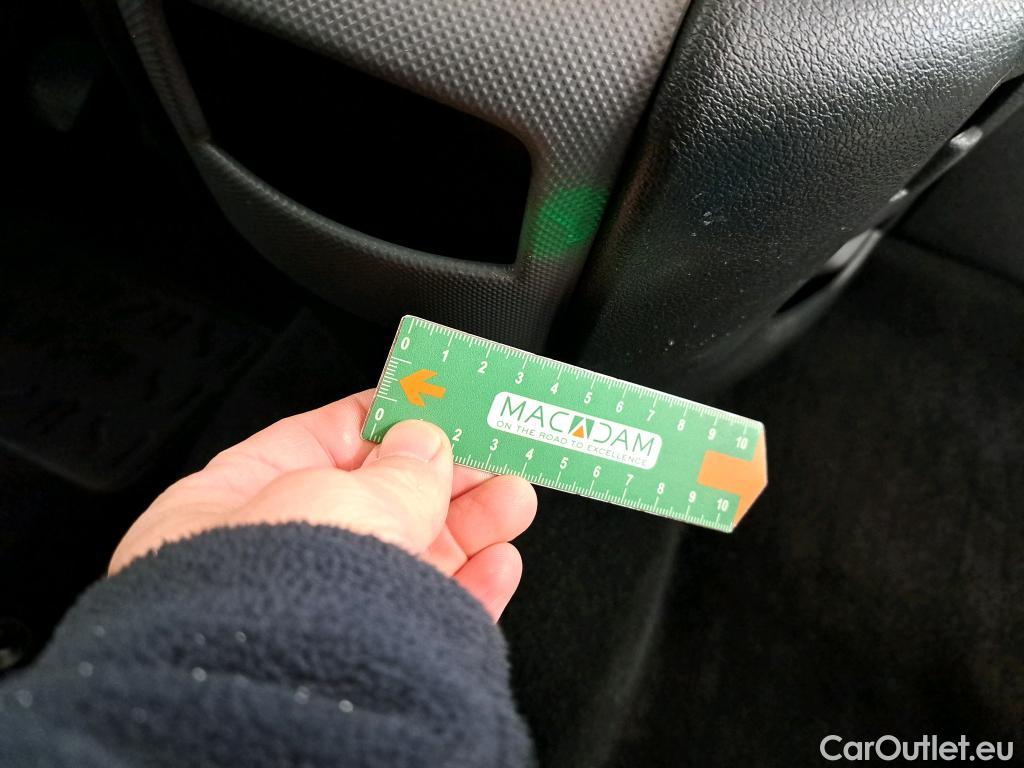 0 1 2 3 4 5 6 7 8 9 10
MACADAM
ON THE ROAD TO EXCELLENCE
0 2 3 4 5 6 7 8 9 10
CarOutlet.eu